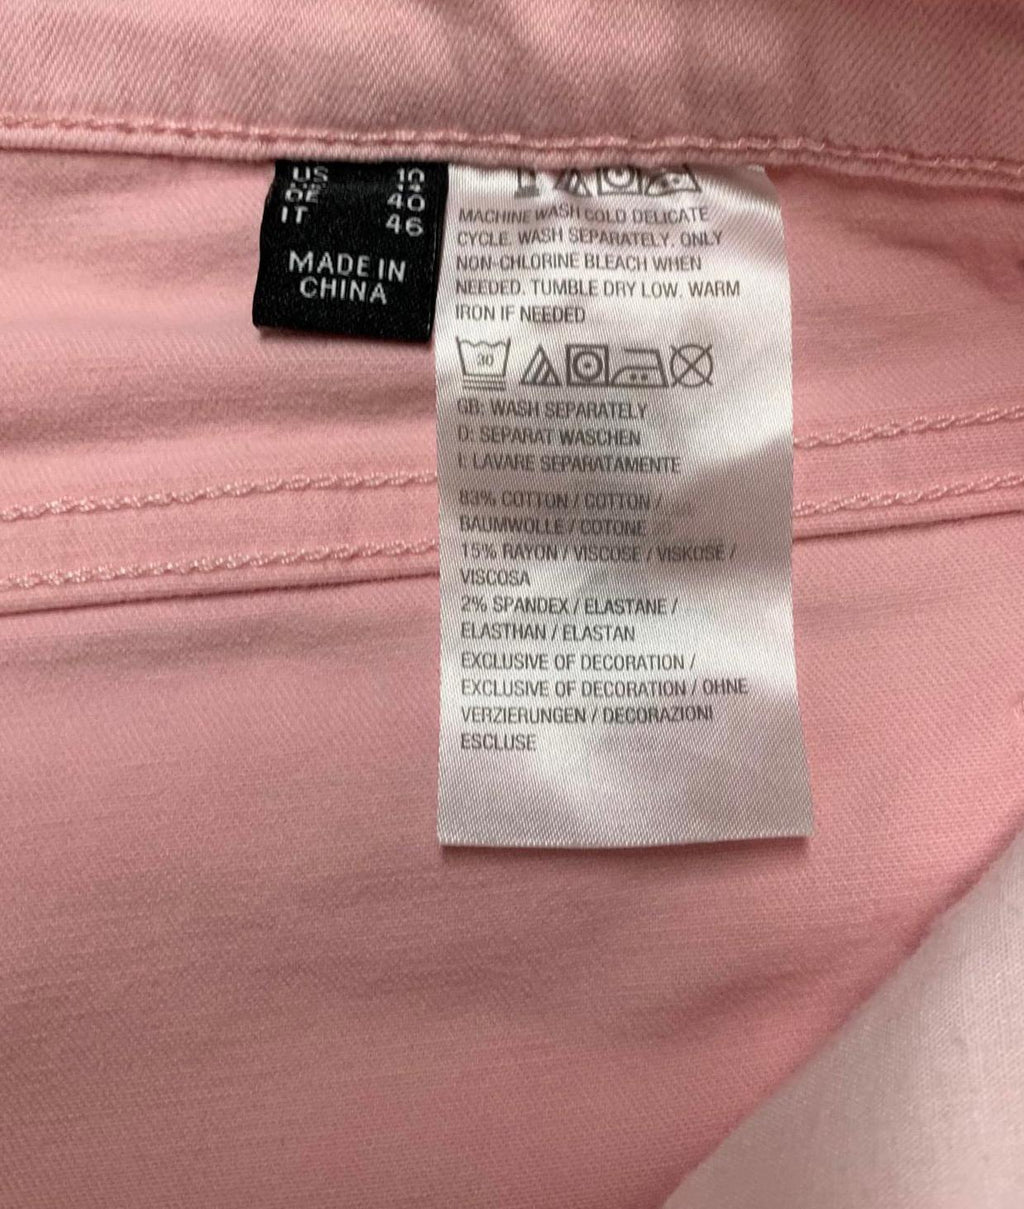 US 10
DE 40
IT 46
MADE IN
CHINA
MACHINE WASH COLD DELICATE
CYCLE. WASH SEPARATELY. ONLY
NON-CHLORINE BLEACH WHEN
NEEDED. TUMBLE DRY LOW. WARM
IRON IF NEEDED
30
GB: WASH SEPARATELY
D: SEPARAT WASCHEN
I: LAVARE SEPARATAMENTE
83% COTTON / COTTON /
BAUMWOLLE / COTONE
15% RAYON / VISCOSE / VISKOSE /
VISCOSA
2% SPANDEX / ELASTANE /
ELASTHAN / ELASTAN
EXCLUSIVE OF DECORATION /
EXCLUSIVE OF DECORATION / OHNE
VERZIERUNGEN / DECORAZIONI
ESCLUSE